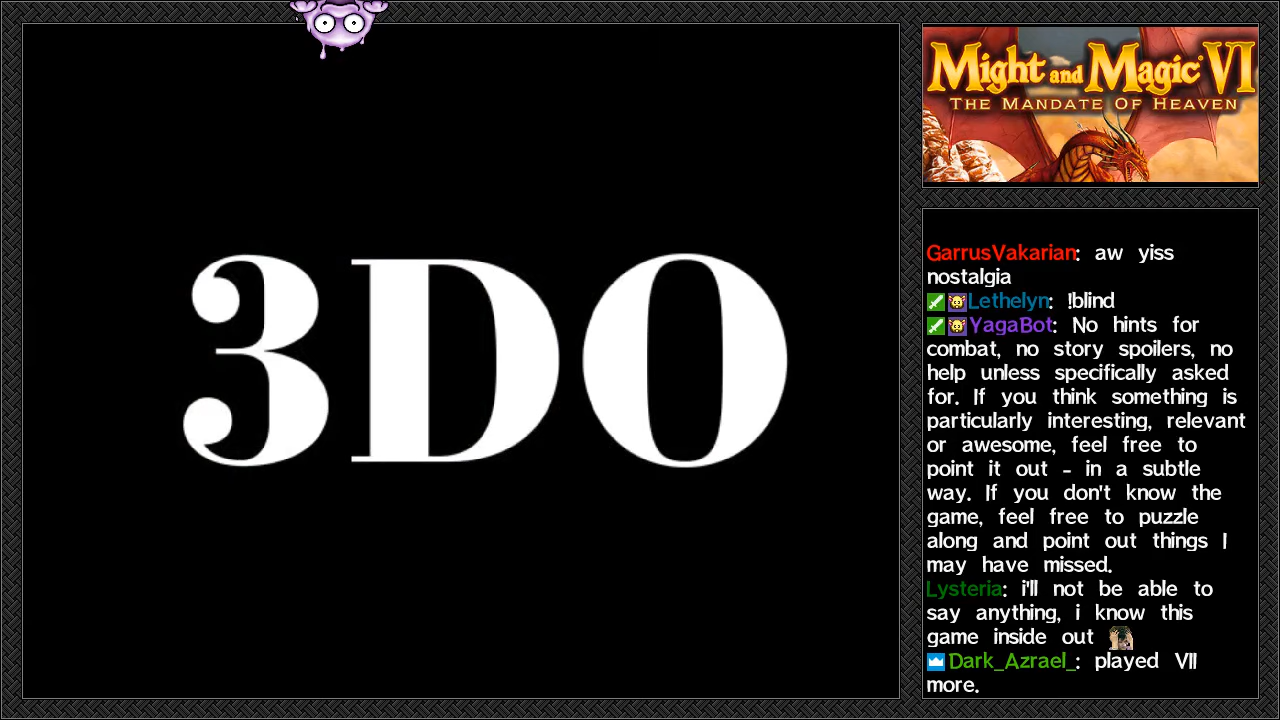 3DO
Might and Magic VI
THE MANDATE OF HEAVEN
GarrusVakarian: aw yiss
nostalgia
Lethelyn: !blind
YagaBot: No hints for
combat, no story spoilers, no
help unless specifically asked
for. If you think something is
particularly interesting, relevant
or awesome, feel free to
point it out - in a subtle
way. If you don't know the
game, feel free to puzzle
along and point out things I
may have missed.
Lysteria: i'll not be able to
say anything, i know this
game inside out
Dark_Azrael_: played VII
more.